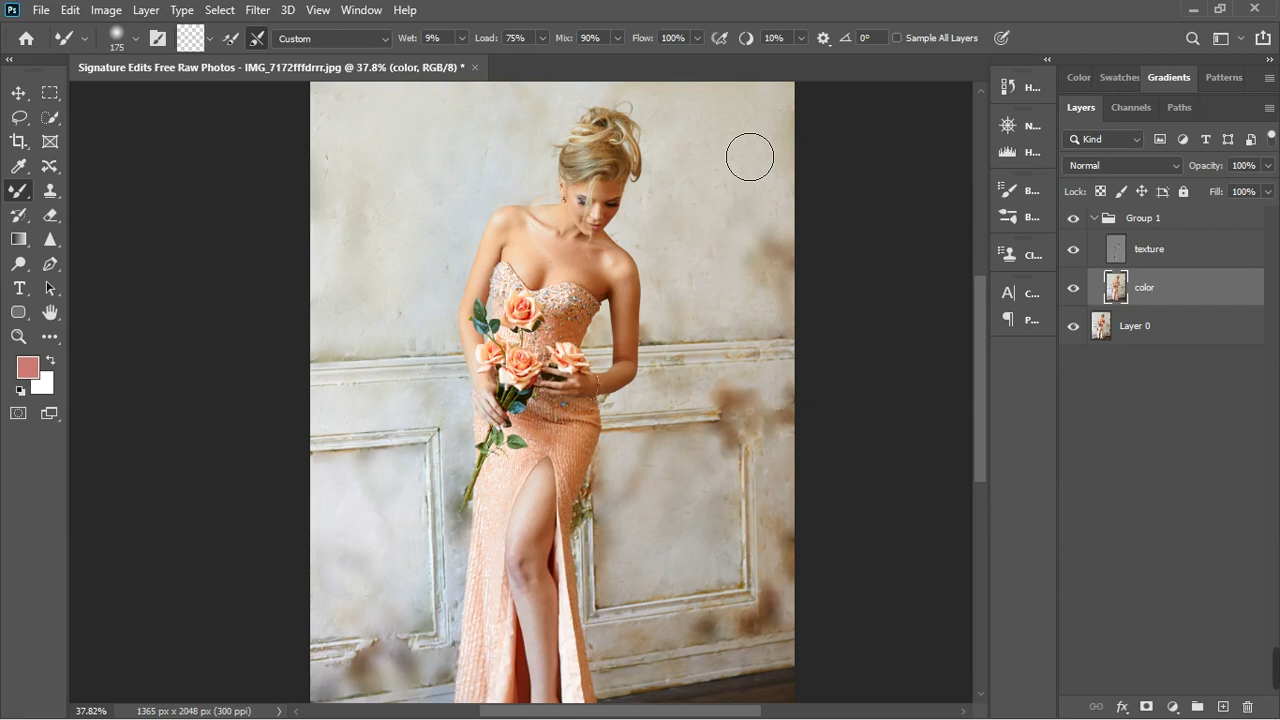 Ps File Edit Image Layer Type Select Filter 3D View Window Help
175 Custom Wet: 9% Load: 75% Mix: 90% Flow: 100% 10% 0° Sample All Layers
Signature Edits Free Raw Photos - IMG_7172fffdrrr.jpg @ 37.8% (color, RGB/8) *
Color Swatches Gradients Patterns
H...
Layers Channels Paths
N...
Kind
H...
Normal Opacity: 100%
B...
Lock: Fill: 100%
B...
Group 1
texture
Cl...
color
C...
P...
Layer 0
37.82% 1365 px x 2048 px (300 ppi)